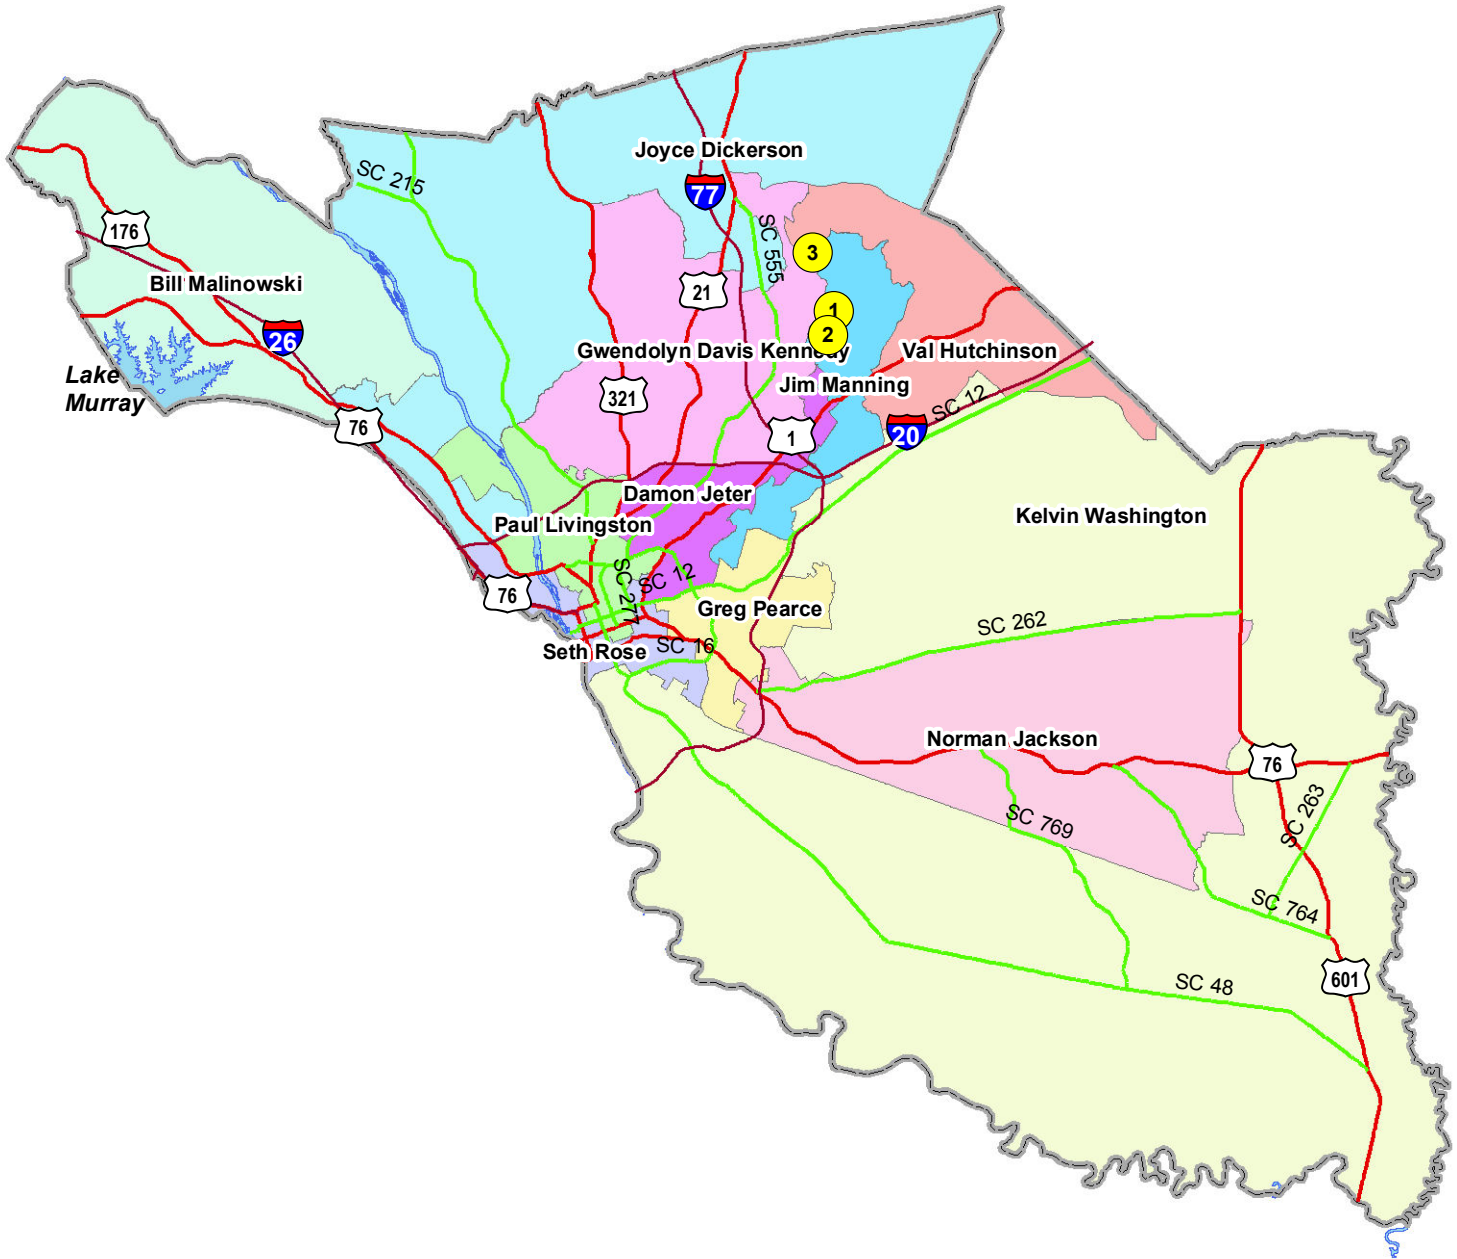 Joyce Dickerson
SC 215
77
176
SC 555
3
Bill Malinowski
21
1
26
2
Gwendolyn Davis Kennedy
Val Hutchinson
Lake
Murray
Jim Manning
321
SC 12
76
1
20
Damon Jeter
Paul Livingston
Kelvin Washington
SC 277
SC 12
76
Greg Pearce
SC 262
Seth Rose
SC 16
Norman Jackson
76
SC 769
SC 263
SC 764
601
SC 48